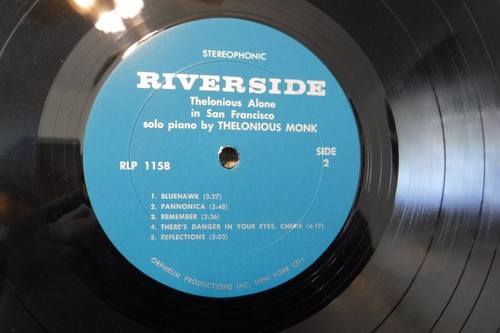 STEREOPHONIC
RIVERSIDE
Thelonious Alone
in San Francisco
solo piano by THELONIOUS MONK
RLP 1158
SIDE
2
1. BLUEHAWK (3:37)
2. PANNONICA (3:48)
3. REMEMBER (2:36)
4. THERE'S DANGER IN YOUR EYES, CHERIE (4:17)
5. REFLECTIONS (5:03)
ORPHEUM PRODUCTIONS INC. NEW YORK CITY